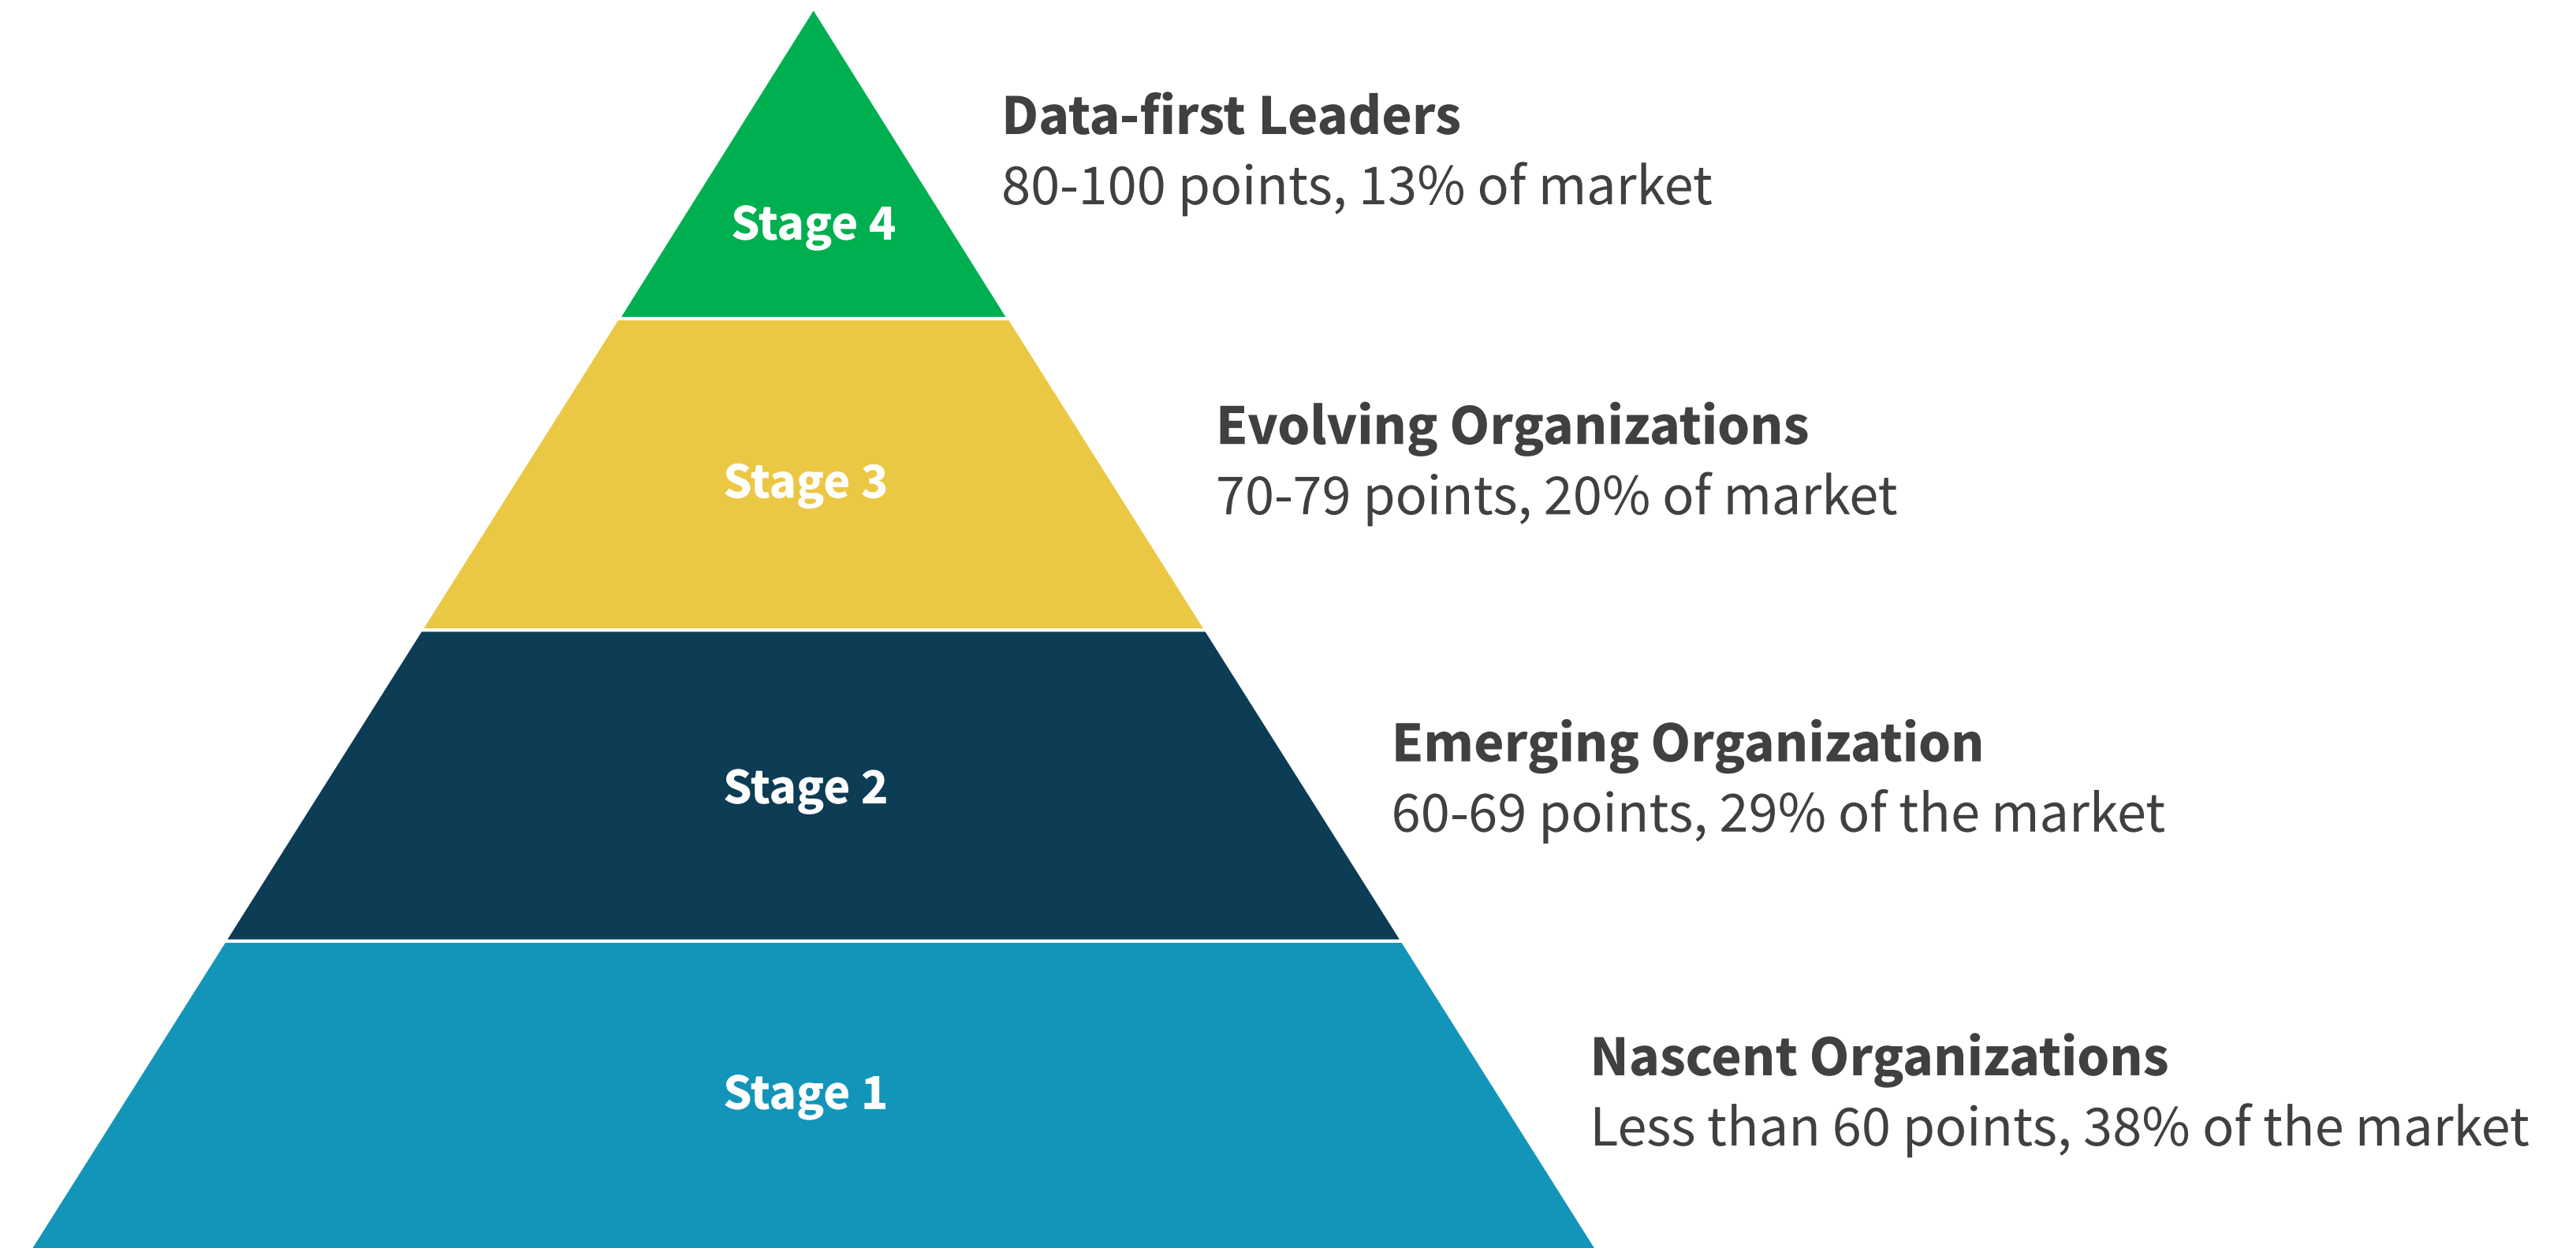 Data-first Leaders
80-100 points, 13% of market
Stage 4
Evolving Organizations
70-79 points, 20% of market
Stage 3
Emerging Organization
60-69 points, 29% of the market
Stage 2
Nascent Organizations
Less than 60 points, 38% of the market
Stage 1